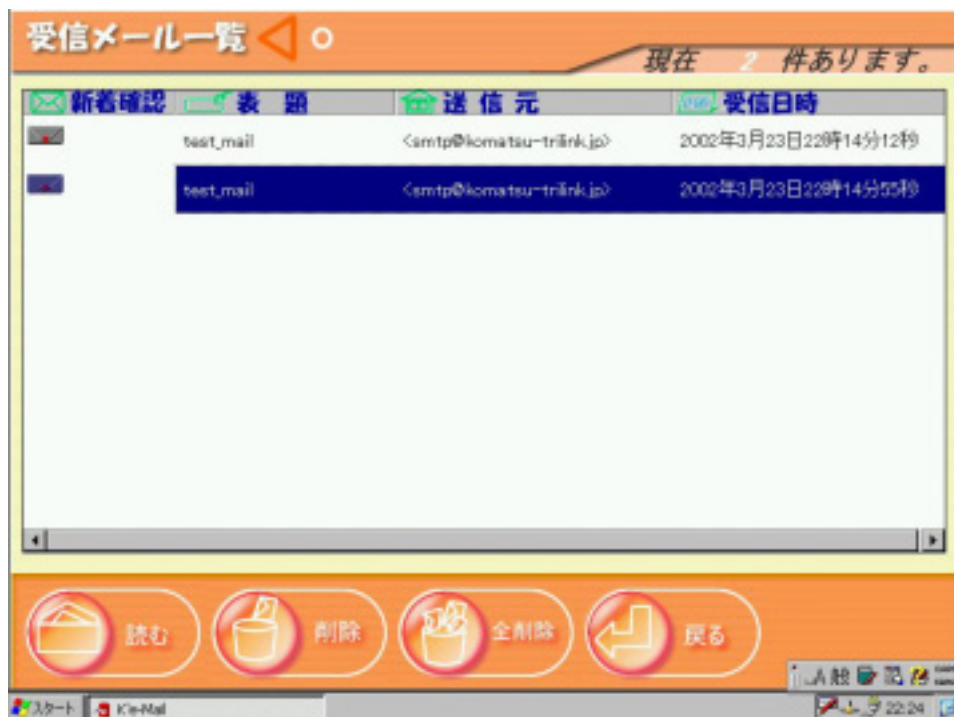 受信メール一覧
現在 2 件あります。
新着確認 表題 送信元 受信日時
test_mail <smtp@komatsu-trilink.jp> 2002年3月23日22時14分12秒
test_mail <smtp@komatsu-trilink.jp> 2002年3月23日22時14分55秒
読む 削除 全削除 戻る
A 般
スタート K'e-Mail 22:24